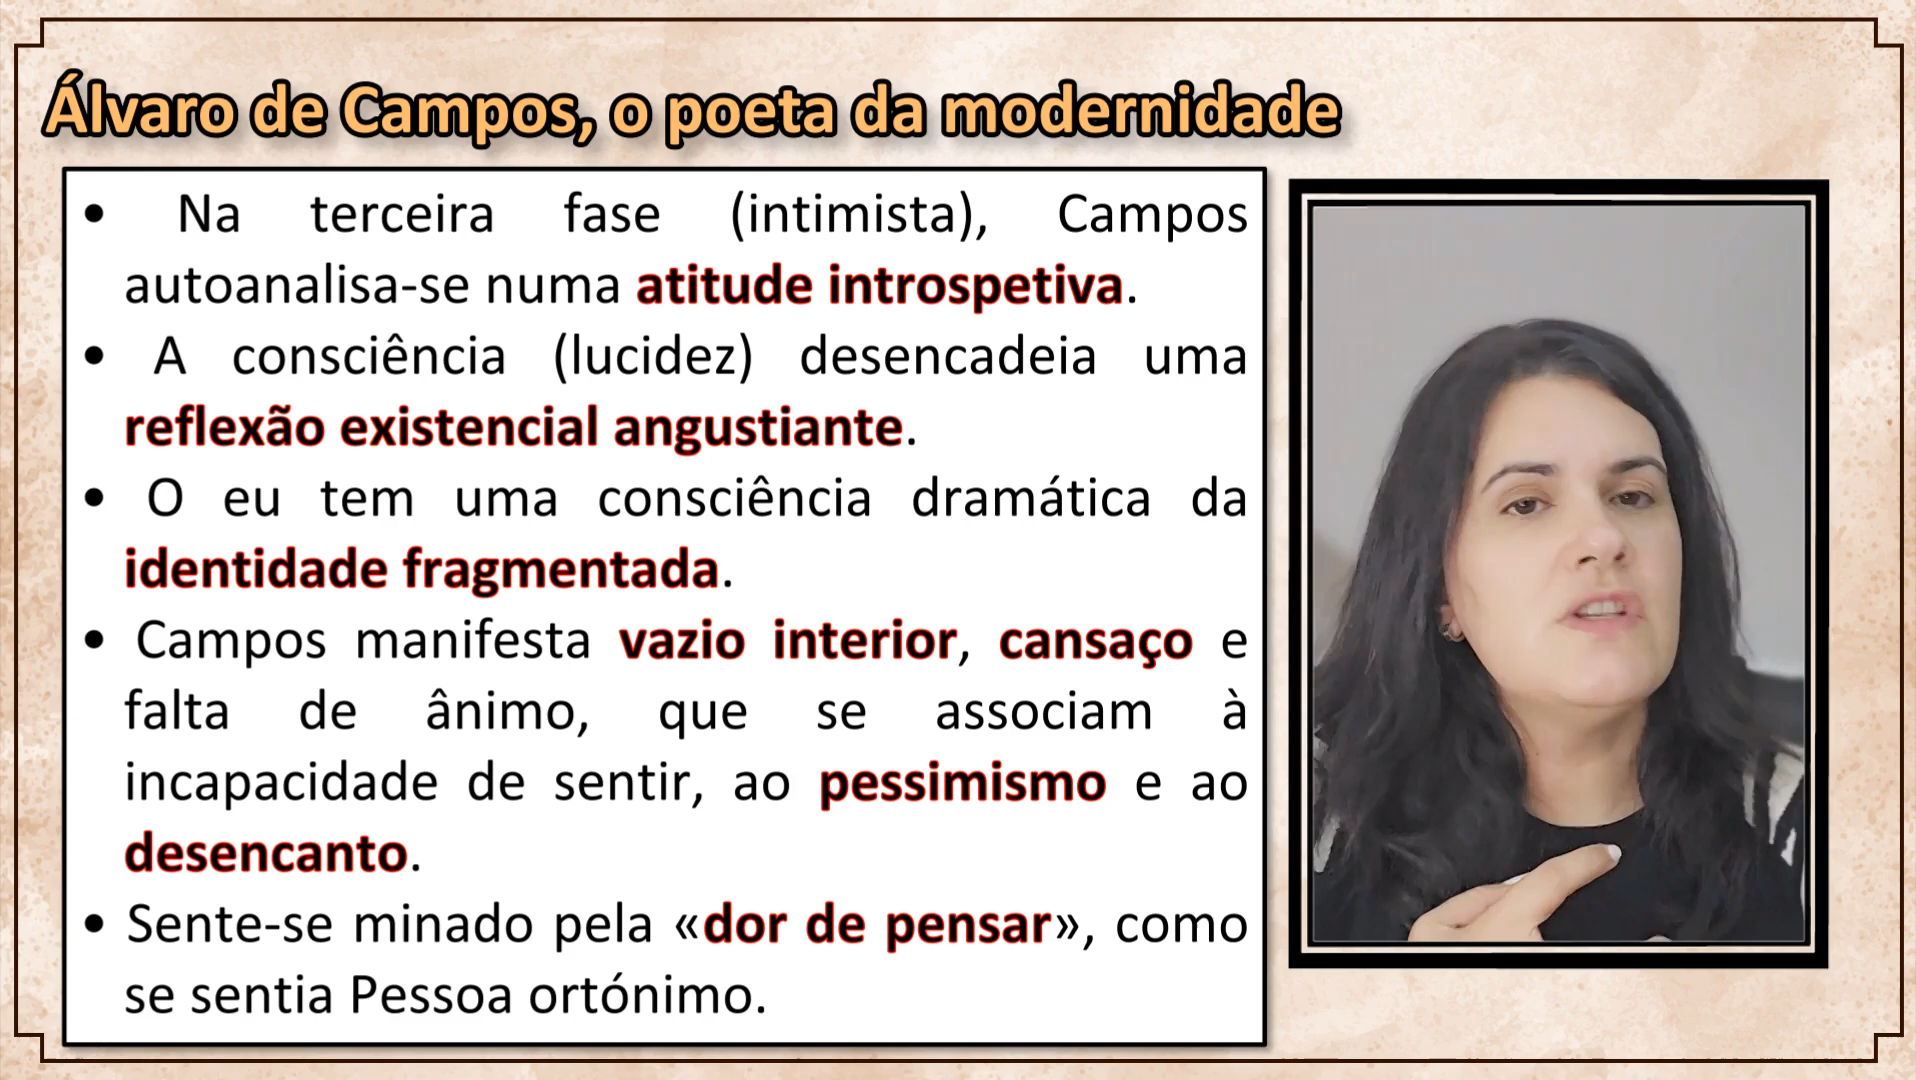 Álvaro de Campos, o poeta da modernidade
• Na terceira fase (intimista), Campos
autoanalisa-se numa atitude introspetiva.
• A consciência (lucidez) desencadeia uma
reflexão existencial angustiante.
• O eu tem uma consciência dramática da
identidade fragmentada.
• Campos manifesta vazio interior, cansaço e
falta de ânimo, que se associam à
incapacidade de sentir, ao pessimismo e ao
desencanto.
• Sente-se minado pela «dor de pensar», como
se sentia Pessoa ortónimo.